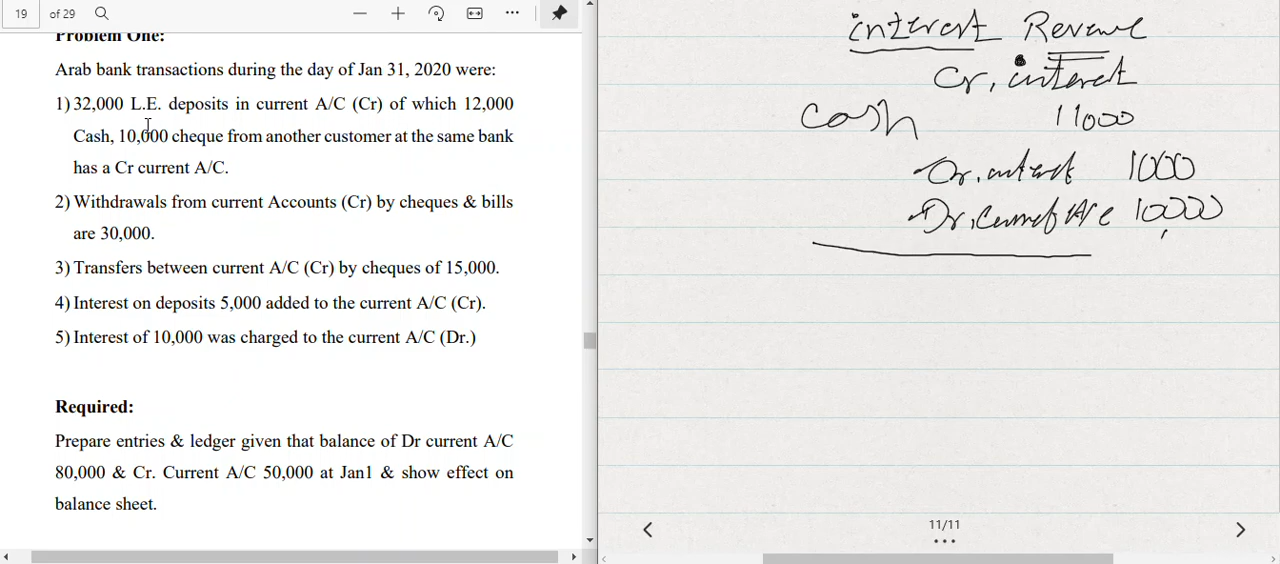 19 of 29
Problem One:
Arab bank transactions during the day of Jan 31, 2020 were:
1) 32,000 L.E. deposits in current A/C (Cr) of which 12,000
Cash, 10,000 cheque from another customer at the same bank
has a Cr current A/C.
2) Withdrawals from current Accounts (Cr) by cheques & bills
are 30,000.
3) Transfers between current A/C (Cr) by cheques of 15,000.
4) Interest on deposits 5,000 added to the current A/C (Cr).
5) Interest of 10,000 was charged to the current A/C (Dr.)
Required:
Prepare entries & ledger given that balance of Dr current A/C
80,000 & Cr. Current A/C 50,000 at Jan1 & show effect on
balance sheet.
interest Revenue
Cr, interest
Cash 11000
Dr, interest 1000
Dr, Current A/c 10,000
11/11